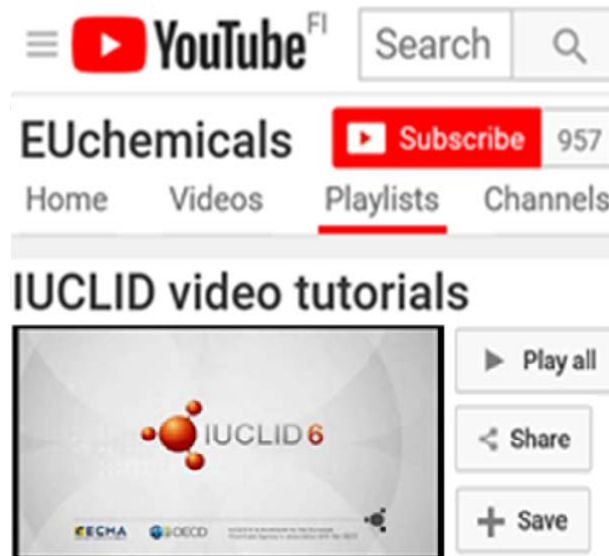 YouTube FI Search
EUchemicals Subscribe 957
Home Videos Playlists Channels
IUCLID video tutorials
IUCLID 6
ECHA OECD
Play all
Share
Save